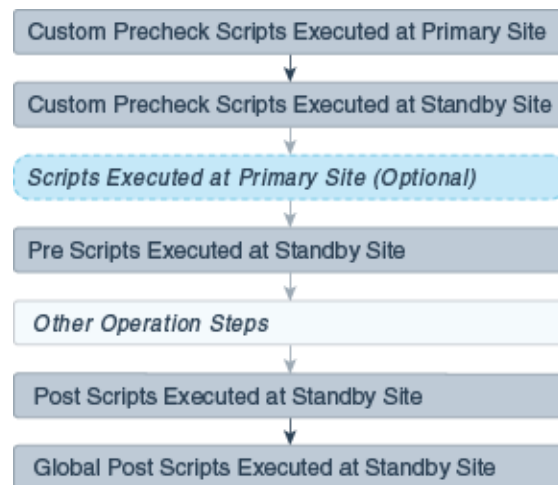 Custom Precheck Scripts Executed at Primary Site
Custom Precheck Scripts Executed at Standby Site
Scripts Executed at Primary Site (Optional)
Pre Scripts Executed at Standby Site
Other Operation Steps
Post Scripts Executed at Standby Site
Global Post Scripts Executed at Standby Site